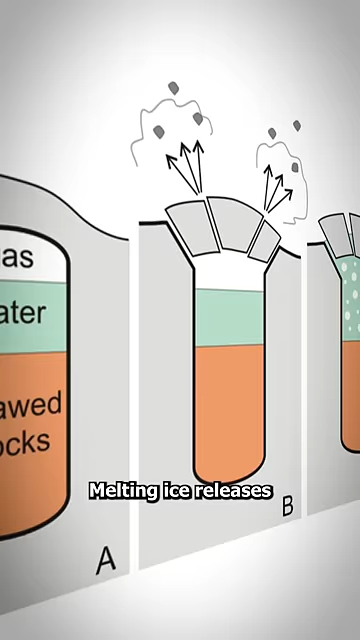 as
ater
awed
ocks
A
B
Melting ice releases